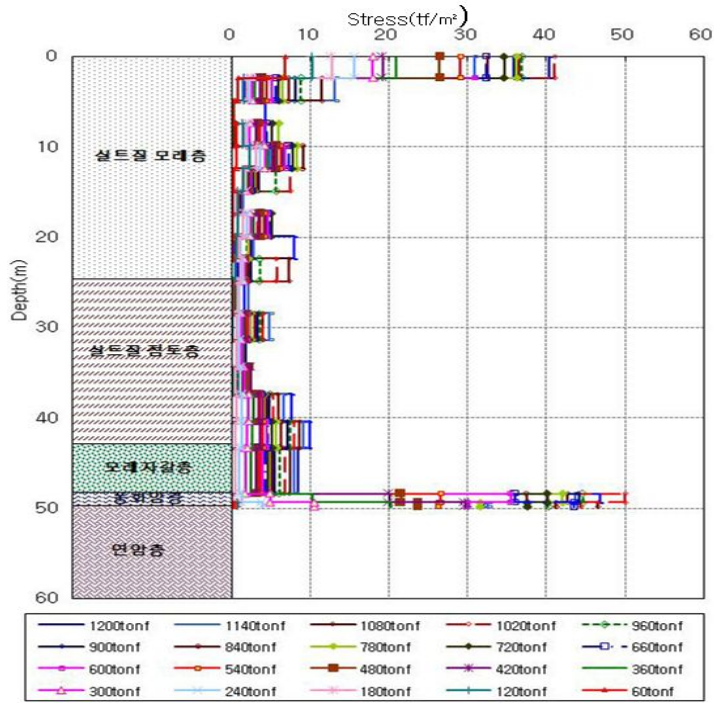 Stress(tf/m²)
0 10 20 30 40 50 60
Depth(m)
0
10
20
30
40
50
60
실트질 모래층
실트질점토층
모래자갈층
풍화암층
연암층
1200tonf 1140tonf 1080tonf 1020tonf 960tonf
900tonf 840tonf 780tonf 720tonf 660tonf
600tonf 540tonf 480tonf 420tonf 360tonf
300tonf 240tonf 180tonf 120tonf 60tonf